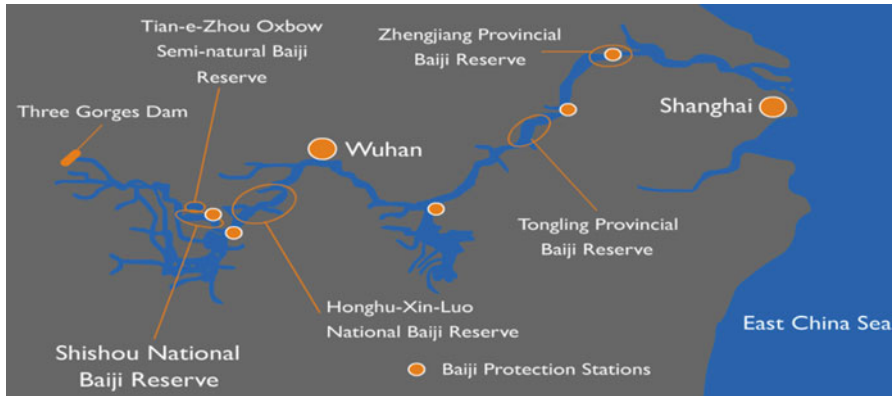 Tian-e-Zhou Oxbow
Semi-natural Baiji
Reserve
Zhengjiang Provincial
Baiji Reserve
Three Gorges Dam
Shanghai
Wuhan
Tongling Provincial
Baiji Reserve
Honghu-Xin-Luo
National Baiji Reserve
East China Sea
Shishou National
Baiji Reserve
Baiji Protection Stations